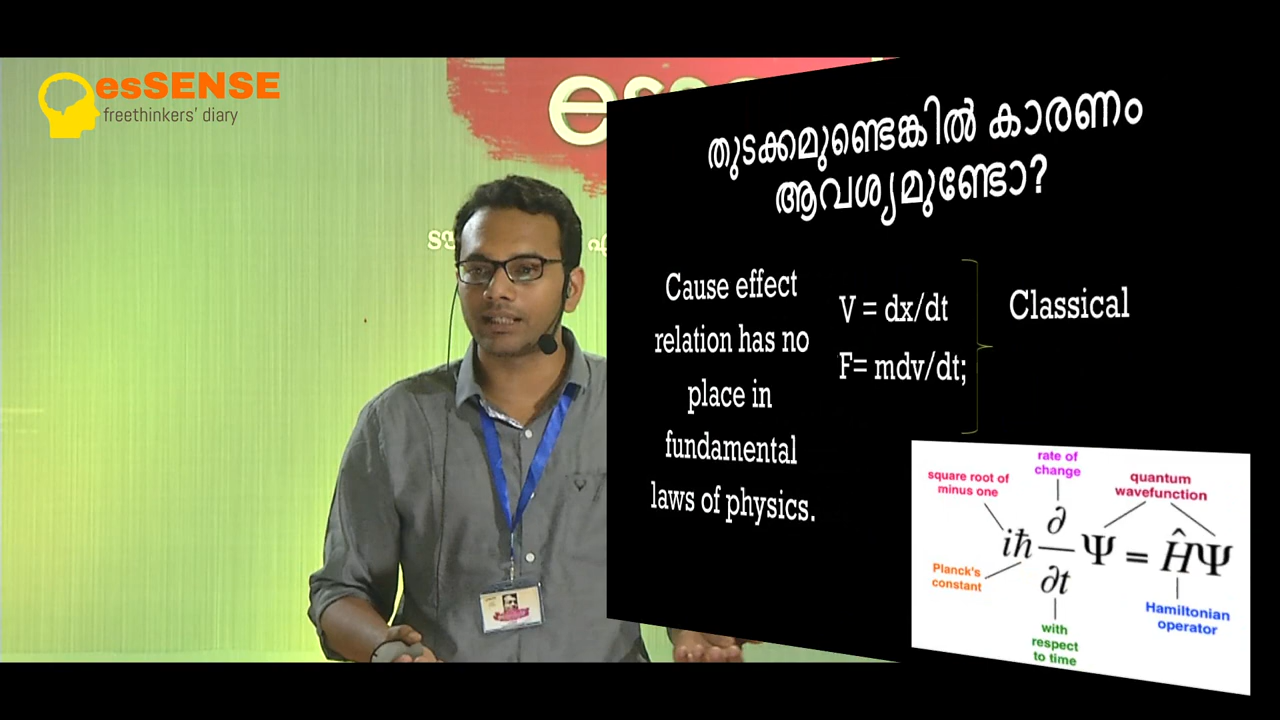 esSENSE
freethinkers' diary
തുടക്കമുണ്ടെങ്കിൽ കാരണം
ആവശ്യമുണ്ടോ?
Cause effect
relation has no
place in
fundamental
laws of physics.
V = dx/dt
F= mdv/dt;
Classical
rate of
change
square root of
minus one
quantum
wavefunction
iħ ∂/∂t Ψ = ĤΨ
Planck's
constant
Hamiltonian
operator
with
respect
to time